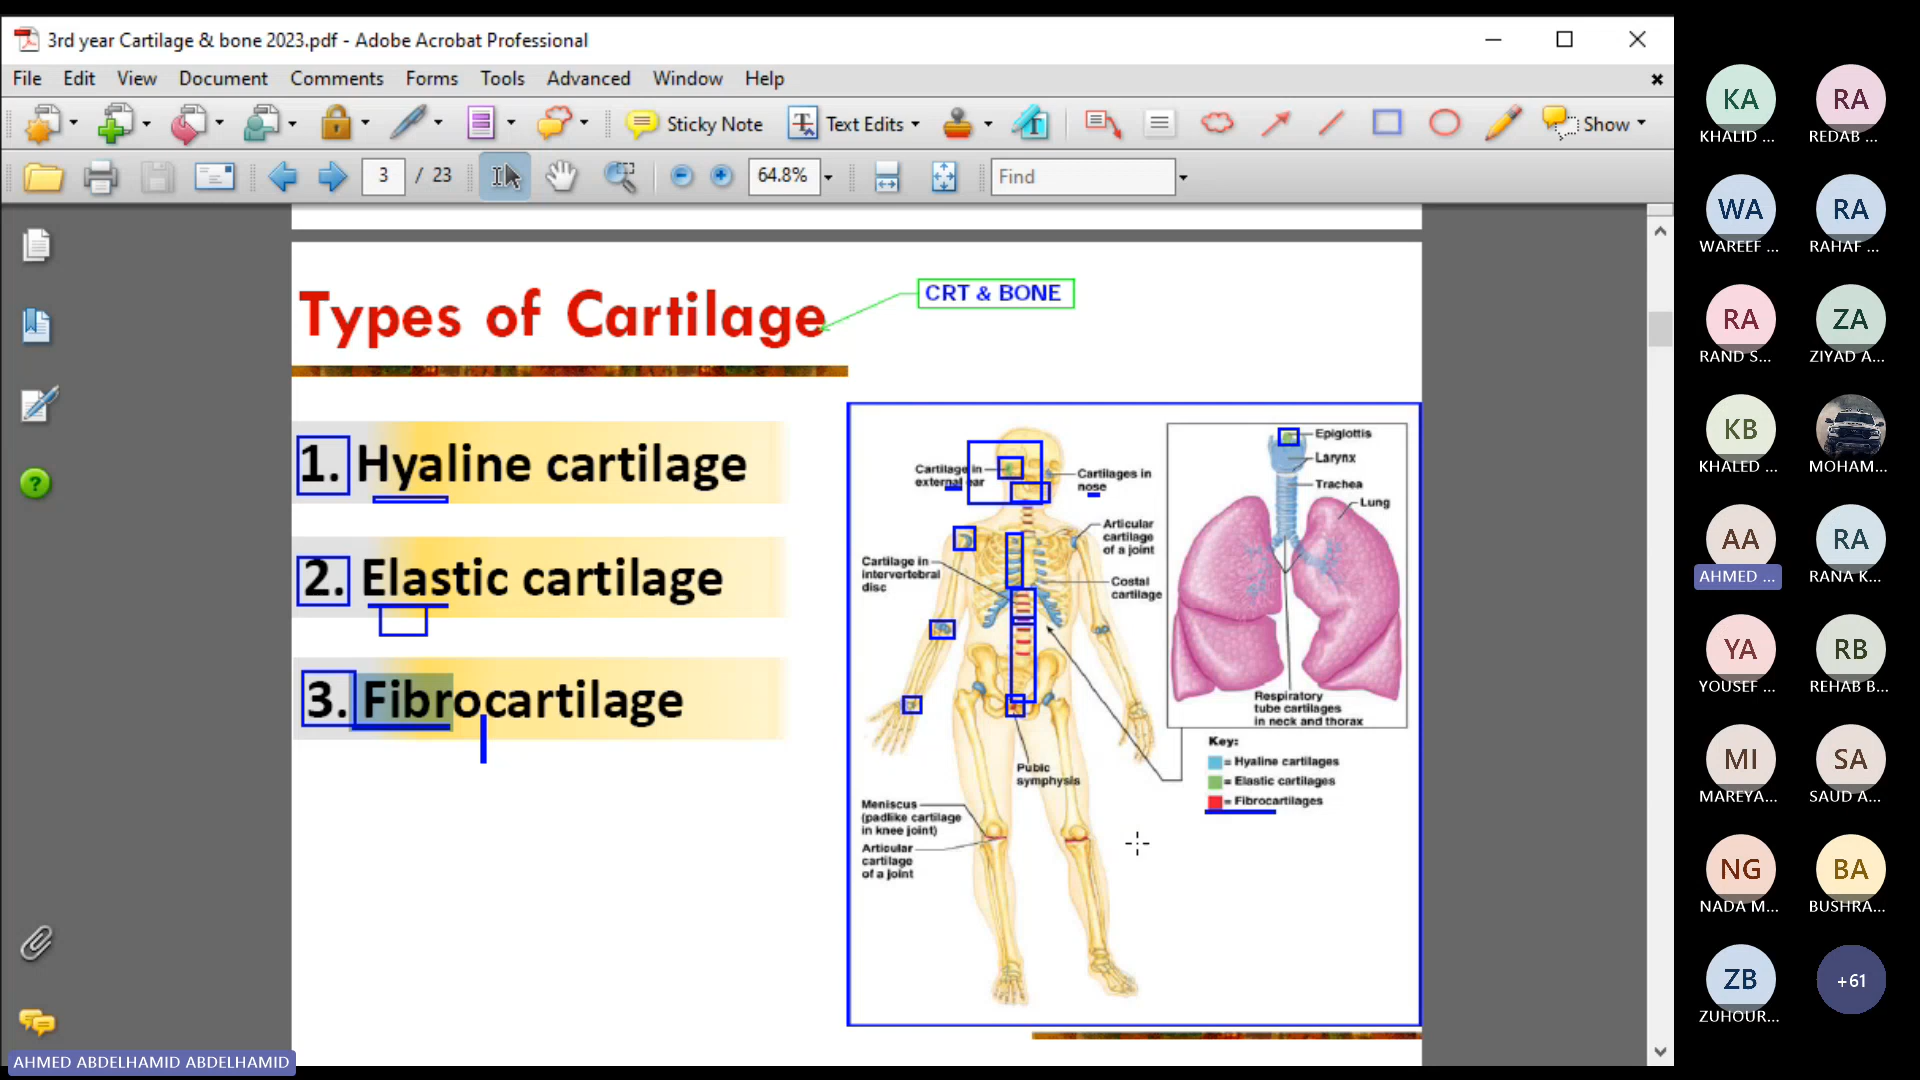 3rd year Cartilage & bone 2023.pdf - Adobe Acrobat Professional
File Edit View Document Comments Forms Tools Advanced Window Help
Sticky Note Text Edits Show
3 / 23 64.8% Find
Types of Cartilage
CRT & BONE
1. Hyaline cartilage
2. Elastic cartilage
3. Fibrocartilage
Cartilage in
external ear
Cartilages in
nose
Articular
cartilage
of a joint
Cartilage in
intervertebral
disc
Costal
cartilage
Pubic
symphysis
Meniscus
(padlike cartilage
in knee joint)
Articular
cartilage
of a joint
Epiglottis
Larynx
Trachea
Lung
Respiratory
tube cartilages
in neck and thorax
Key:
= Hyaline cartilages
= Elastic cartilages
= Fibrocartilages
KA
KHALID ...
RA
REDAB ...
WA
WAREEF ...
RA
RAHAF ...
RA
RAND S...
ZA
ZIYAD A...
KB
KHALED ...
MOHAM...
AA
AHMED ...
RA
RANA K...
YA
YOUSEF ...
RB
REHAB B...
MI
MAREYA...
SA
SAUD A...
NG
NADA M...
BA
BUSHRA...
ZB
ZUHOUR...
+61
AHMED ABDELHAMID ABDELHAMID